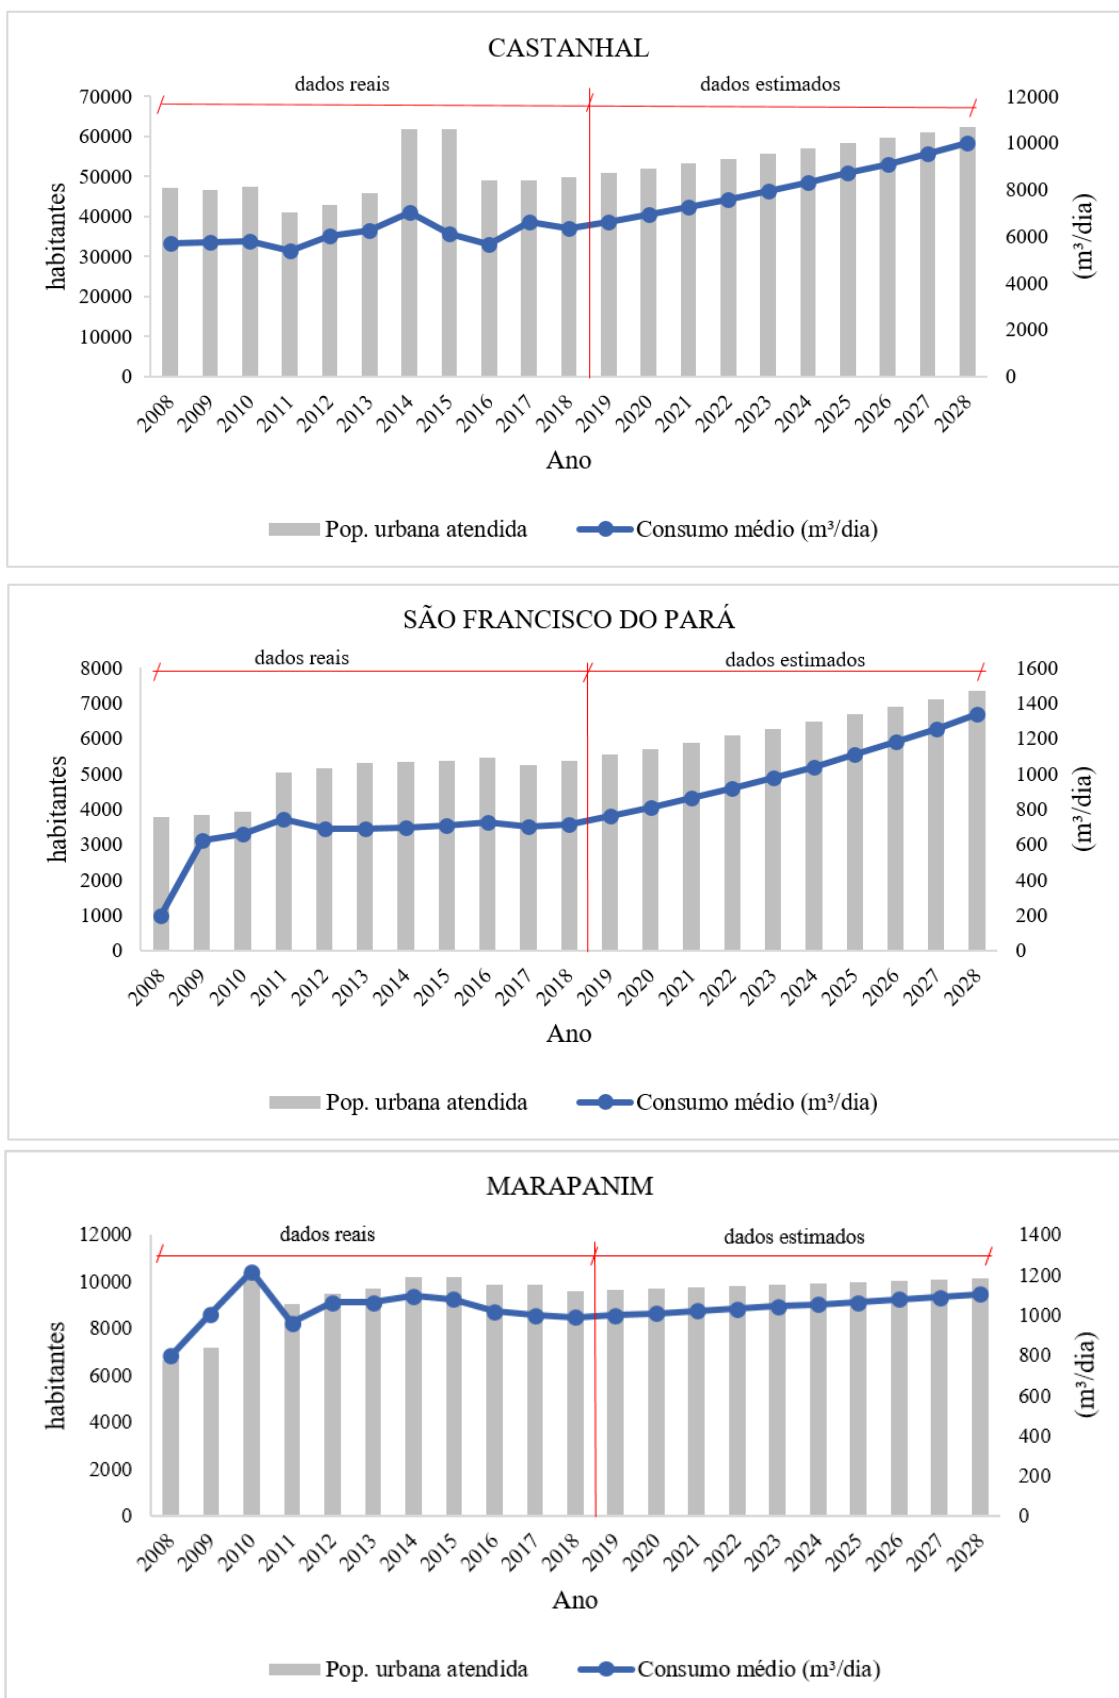 CASTANHAL
dados reais
dados estimados
70000
60000
50000
40000
30000
20000
10000
0
habitantes
12000
10000
8000
6000
4000
2000
0
(m³/dia)
2008 2009 2010 2011 2012 2013 2014 2015 2016 2017 2018 2019 2020 2021 2022 2023 2024 2025 2026 2027 2028
Ano
Pop. urbana atendida
Consumo médio (m³/dia)
SÃO FRANCISCO DO PARÁ
dados reais
dados estimados
8000
7000
6000
5000
4000
3000
2000
1000
0
habitantes
1600
1400
1200
1000
800
600
400
200
0
(m³/dia)
2008 2009 2010 2011 2012 2013 2014 2015 2016 2017 2018 2019 2020 2021 2022 2023 2024 2025 2026 2027 2028
Ano
Pop. urbana atendida
Consumo médio (m³/dia)
MARAPANIM
dados reais
dados estimados
12000
10000
8000
6000
4000
2000
0
habitantes
1400
1200
1000
800
600
400
200
0
(m³/dia)
2008 2009 2010 2011 2012 2013 2014 2015 2016 2017 2018 2019 2020 2021 2022 2023 2024 2025 2026 2027 2028
Ano
Pop. urbana atendida
Consumo médio (m³/dia)